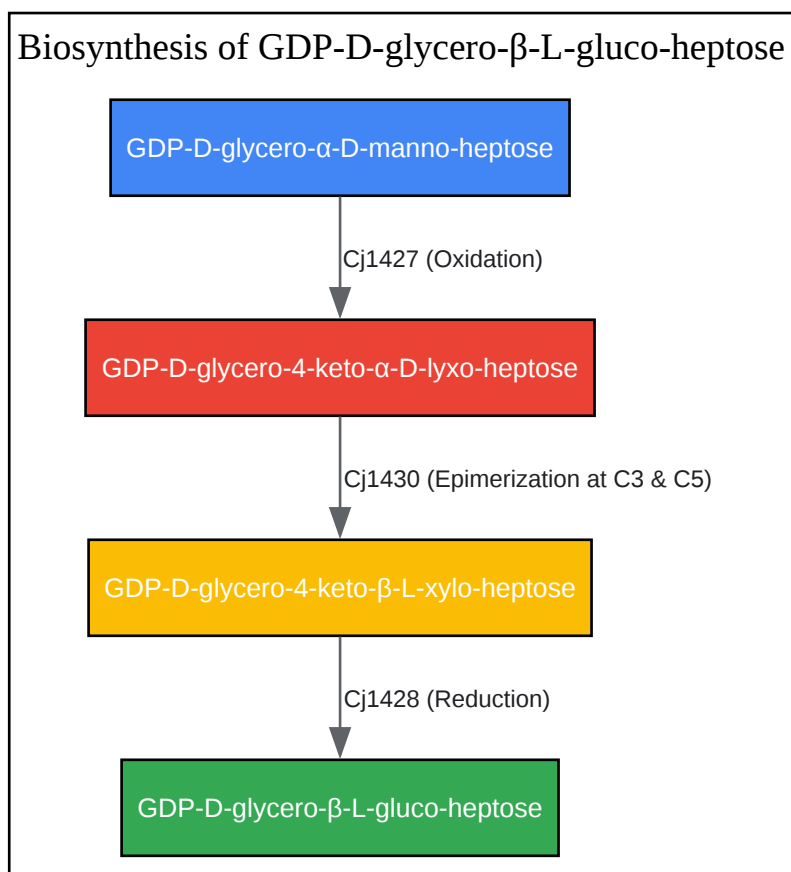 Biosynthesis of GDP-D-glycero-β-L-gluco-heptose
GDP-D-glycero-α-D-manno-heptose
Cj1427 (Oxidation)
GDP-D-glycero-4-keto-α-D-lyxo-heptose
Cj1430 (Epimerization at C3 & C5)
GDP-D-glycero-4-keto-β-L-xylo-heptose
Cj1428 (Reduction)
GDP-D-glycero-β-L-gluco-heptose